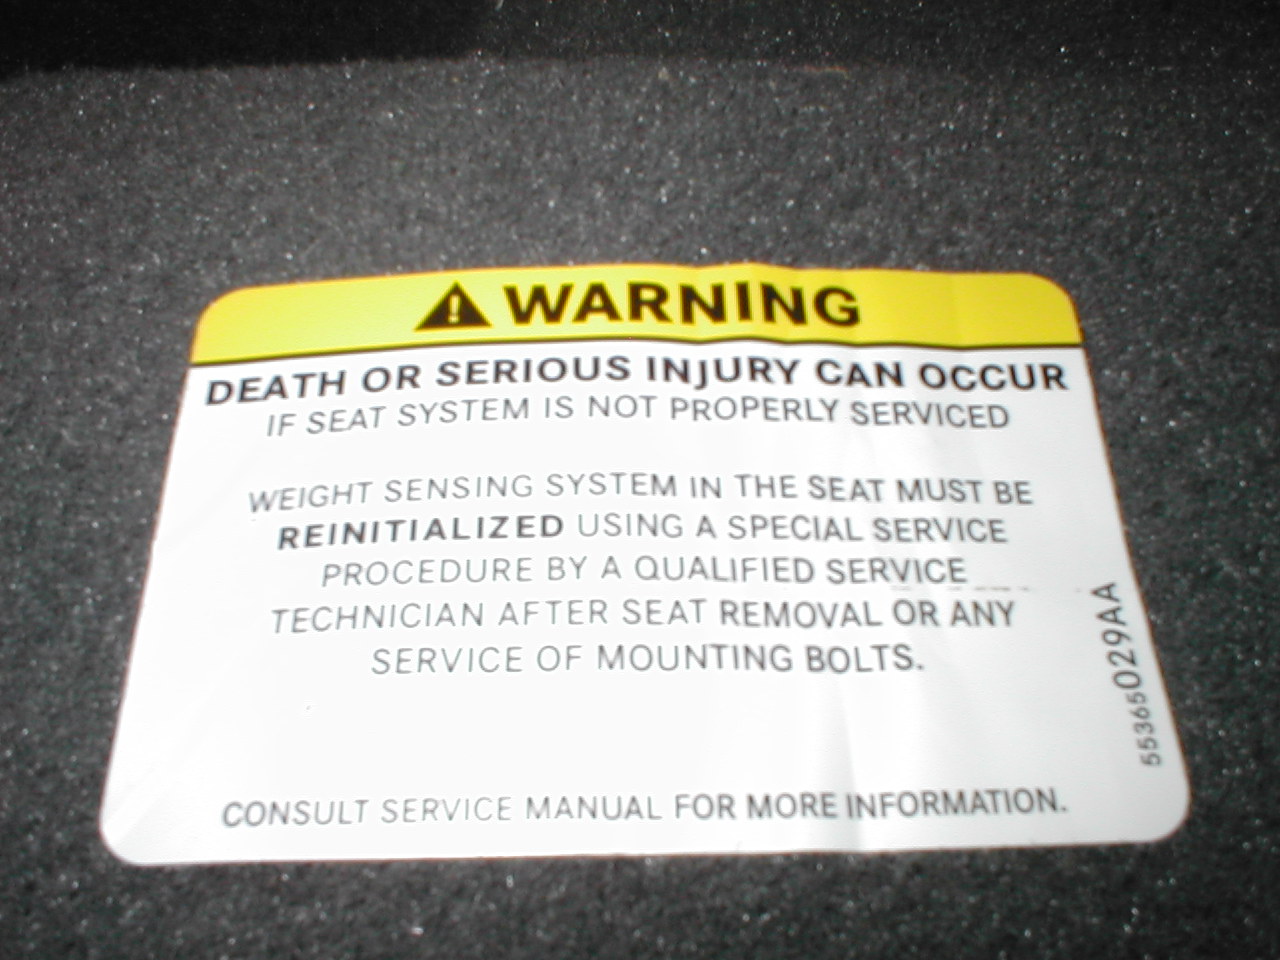 WARNING
DEATH OR SERIOUS INJURY CAN OCCUR
IF SEAT SYSTEM IS NOT PROPERLY SERVICED
WEIGHT SENSING SYSTEM IN THE SEAT MUST BE
REINITIALIZED USING A SPECIAL SERVICE
PROCEDURE BY A QUALIFIED SERVICE
TECHNICIAN AFTER SEAT REMOVAL OR ANY
SERVICE OF MOUNTING BOLTS.
CONSULT SERVICE MANUAL FOR MORE INFORMATION.
55365029AA